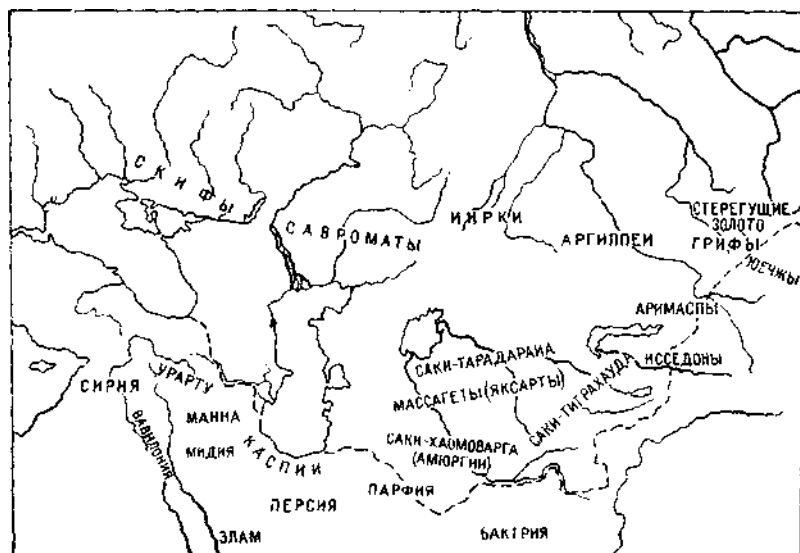 СКИФЫ
САВРОМАТЫ
ИИРКИ
АРГИППЕИ
СТЕРЕГУЩИЕ
ЗОЛОТО
ГРИФЫ
ЮЕЧЖЫ
АРИМАСПЫ
ИССЕДОНЫ
САКИ-ТАРАДАРАИА
МАССАГЕТЫ (ЯКСАРТЫ)
САКИ-ТИГРАХАУДА
САКИ-ХАОМОВАРГА
(АМЮРГИИ)
СИРИЯ
УРАРТУ
МАННА
МИДИЯ
ВАВИЛОНИЯ
КАСПИИ
ПЕРСИЯ
ПАРФИЯ
ЭЛАМ
БАКТРИЯ